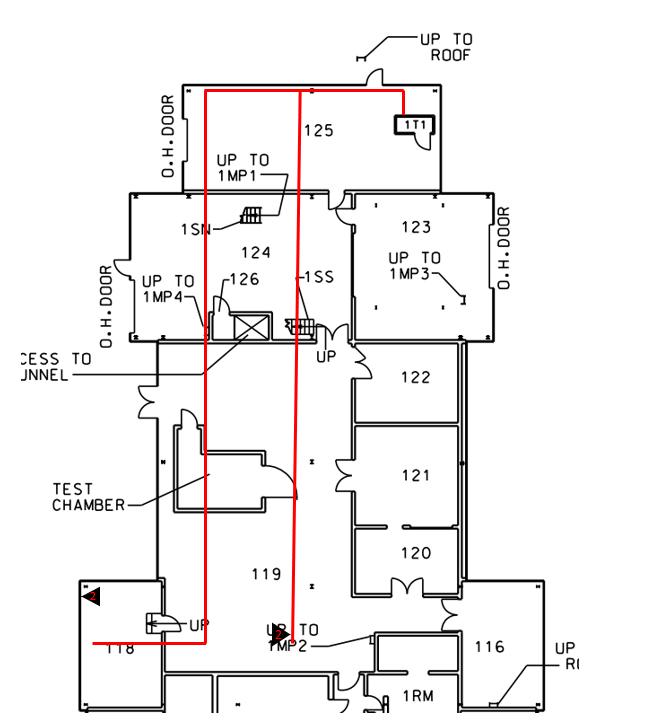 UP TO
ROOF
O.H.DOOR
125
1T1
UP TO
1MP1
1SN
124
123
UP TO
1MP3
O.H.DOOR
O.H.DOOR
UP TO
1MP4
126
1SS
UP
CESS TO
UNNEL
122
121
TEST
CHAMBER
120
119
2
UP
118
UP TO
1MP2
2
116
UP
1RM